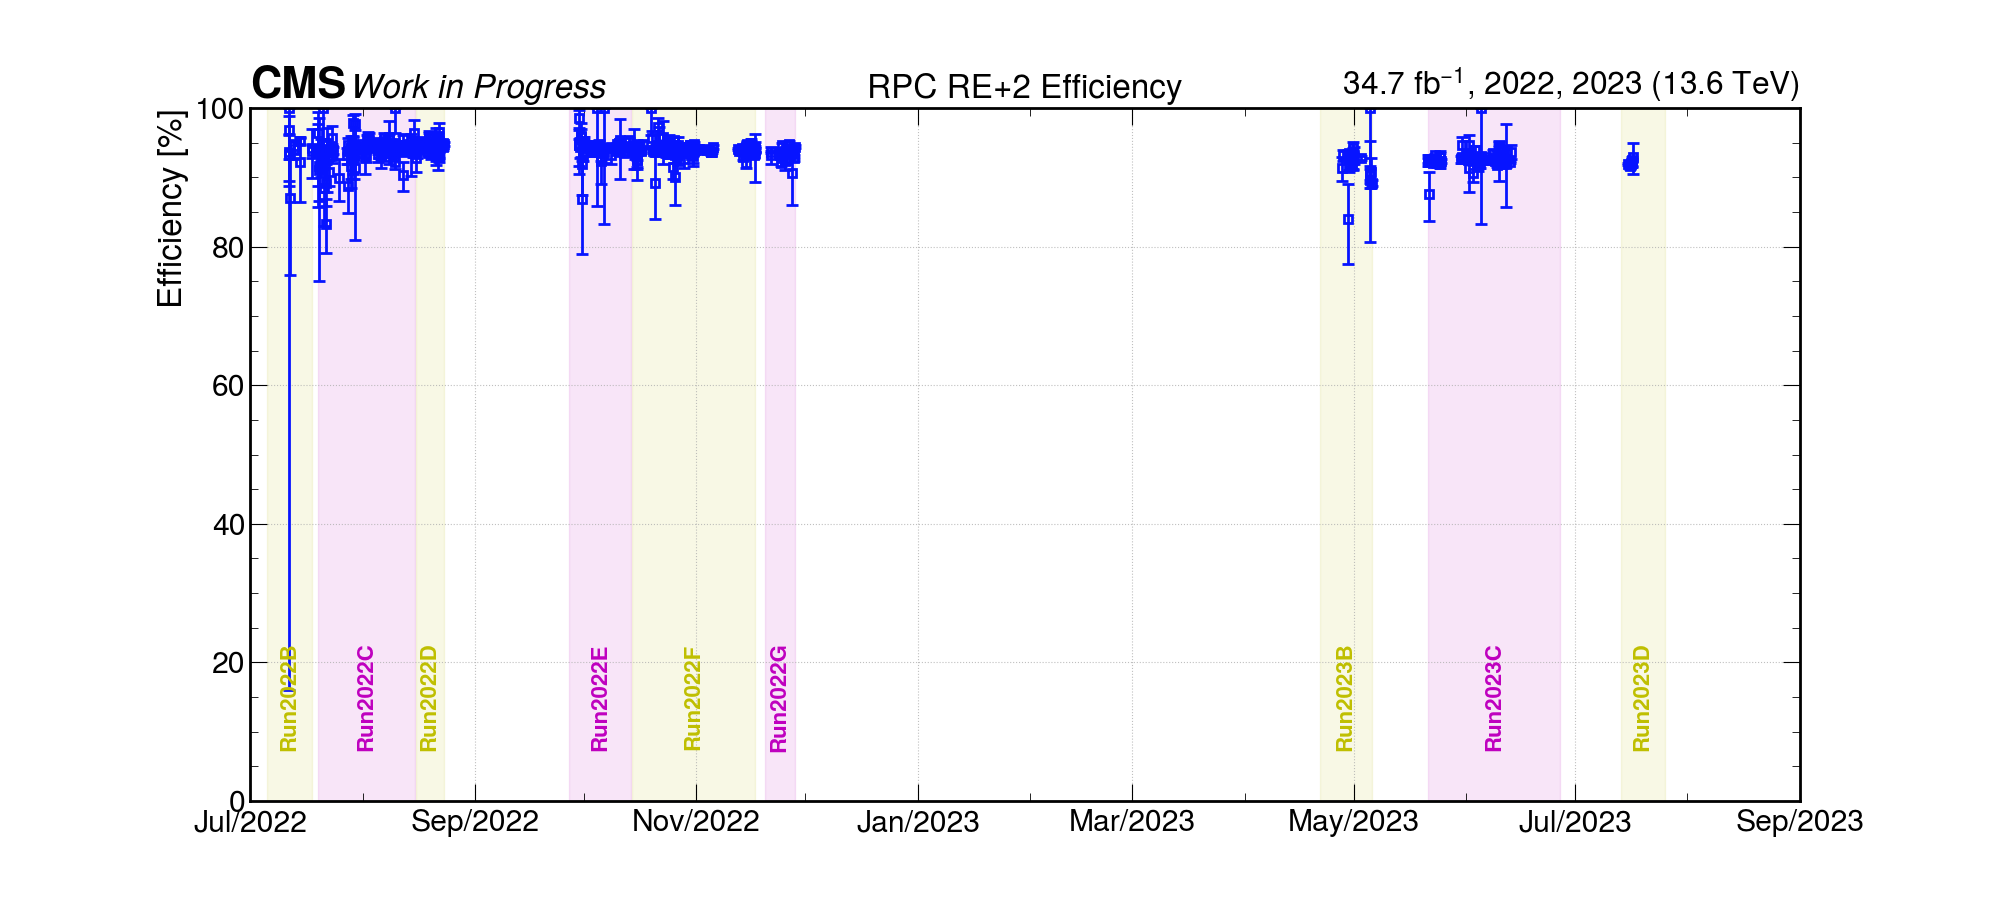 CMS Work in Progress RPC RE+2 Efficiency 34.7 fb⁻¹, 2022, 2023 (13.6 TeV)
Efficiency [%]
100
80
60
40
20
0
Run2022B Run2022C Run2022D Run2022E Run2022F Run2022G Run2023B Run2023C Run2023D
Jul/2022 Sep/2022 Nov/2022 Jan/2023 Mar/2023 May/2023 Jul/2023 Sep/2023